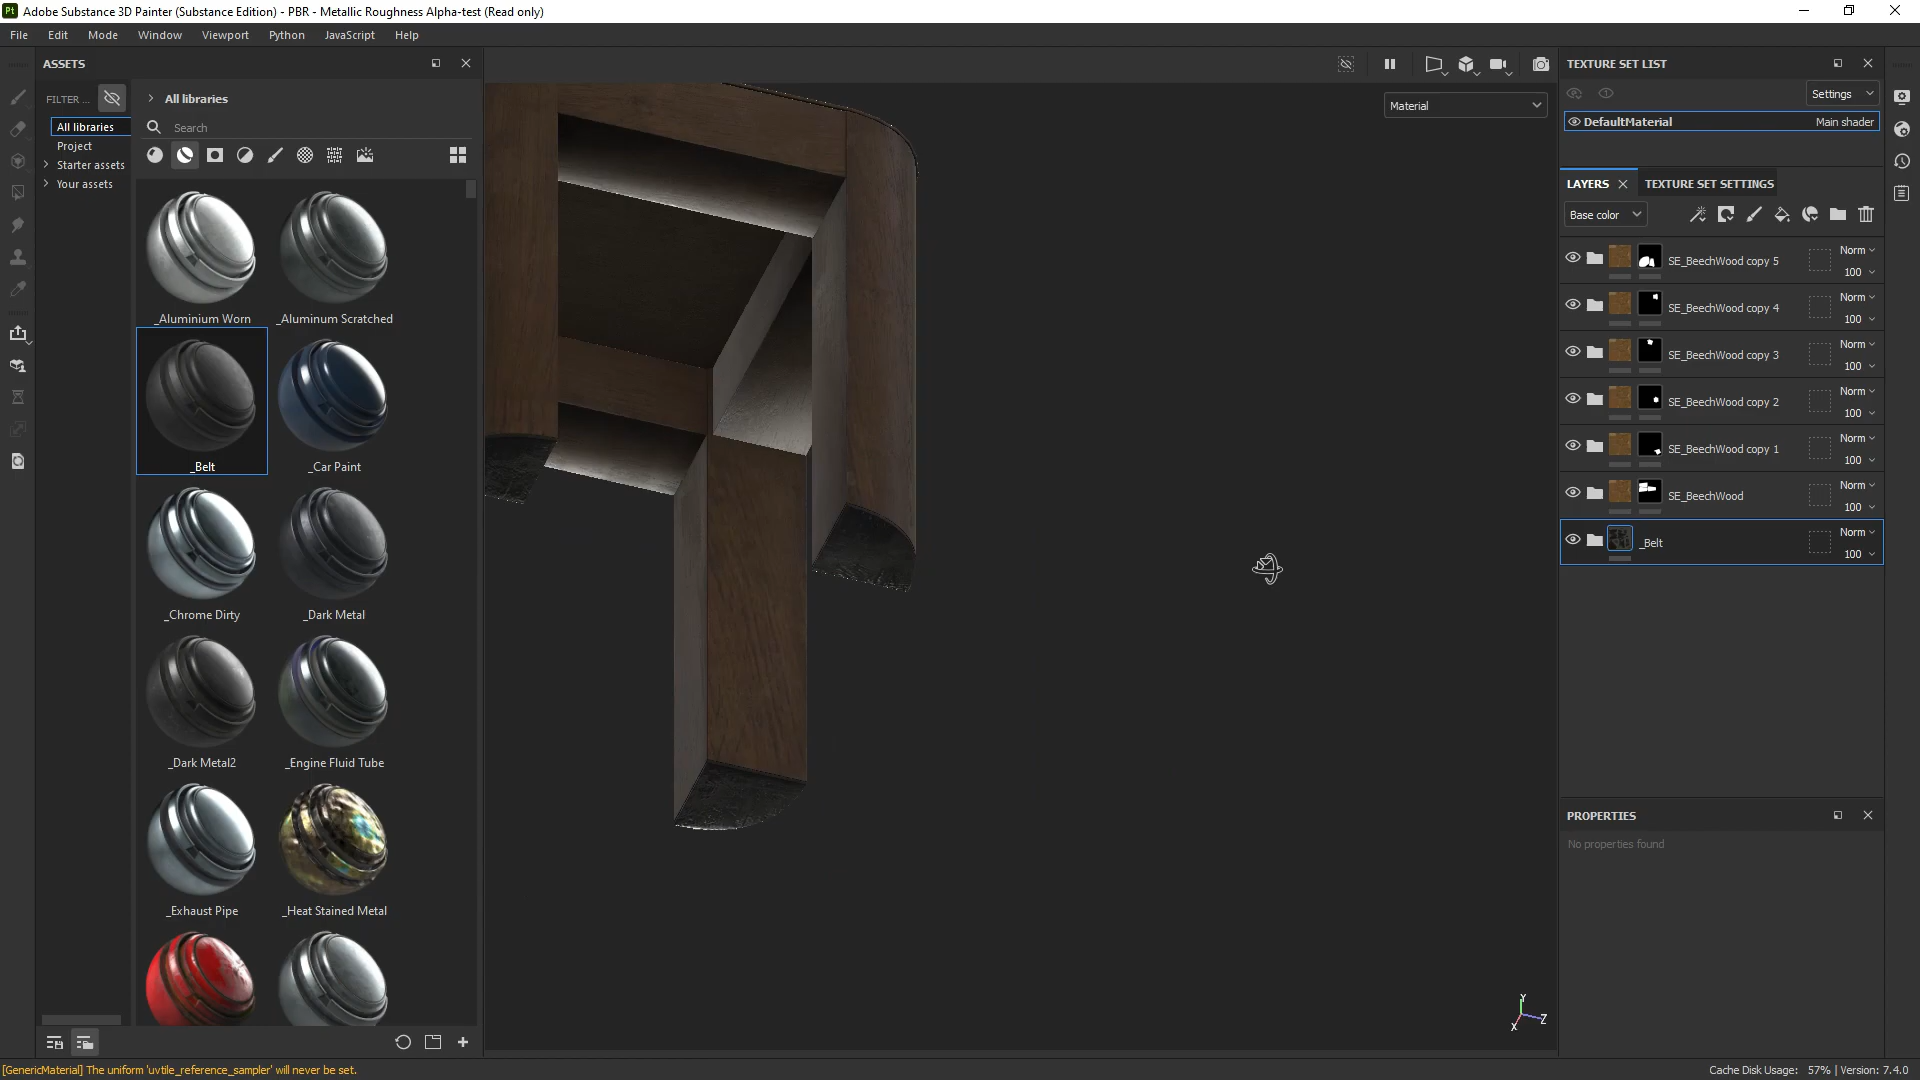 Pt
Adobe Substance 3D Painter (Substance Edition) - PBR - Metallic Roughness Alpha-test (Read only)
File
Edit
Mode
Window
Viewport
Python
JavaScript
Help
ASSETS
FILTER ...
All libraries
Project
Starter assets
Your assets
All libraries
Search
_Aluminium Worn
_Aluminum Scratched
_Belt
_Car Paint
_Chrome Dirty
_Dark Metal
_Dark Metal2
_Engine Fluid Tube
_Exhaust Pipe
_Heat Stained Metal
Material
Y
X
Z
TEXTURE SET LIST
Settings
DefaultMaterial
Main shader
LAYERS
TEXTURE SET SETTINGS
Base color
SE_BeechWood copy 5
Norm
100
SE_BeechWood copy 4
Norm
100
SE_BeechWood copy 3
Norm
100
SE_BeechWood copy 2
Norm
100
SE_BeechWood copy 1
Norm
100
SE_BeechWood
Norm
100
_Belt
Norm
100
PROPERTIES
No properties found
[GenericMaterial] The uniform 'uvtile_reference_sampler' will never be set.
Cache Disk Usage: 57% | Version: 7.4.0